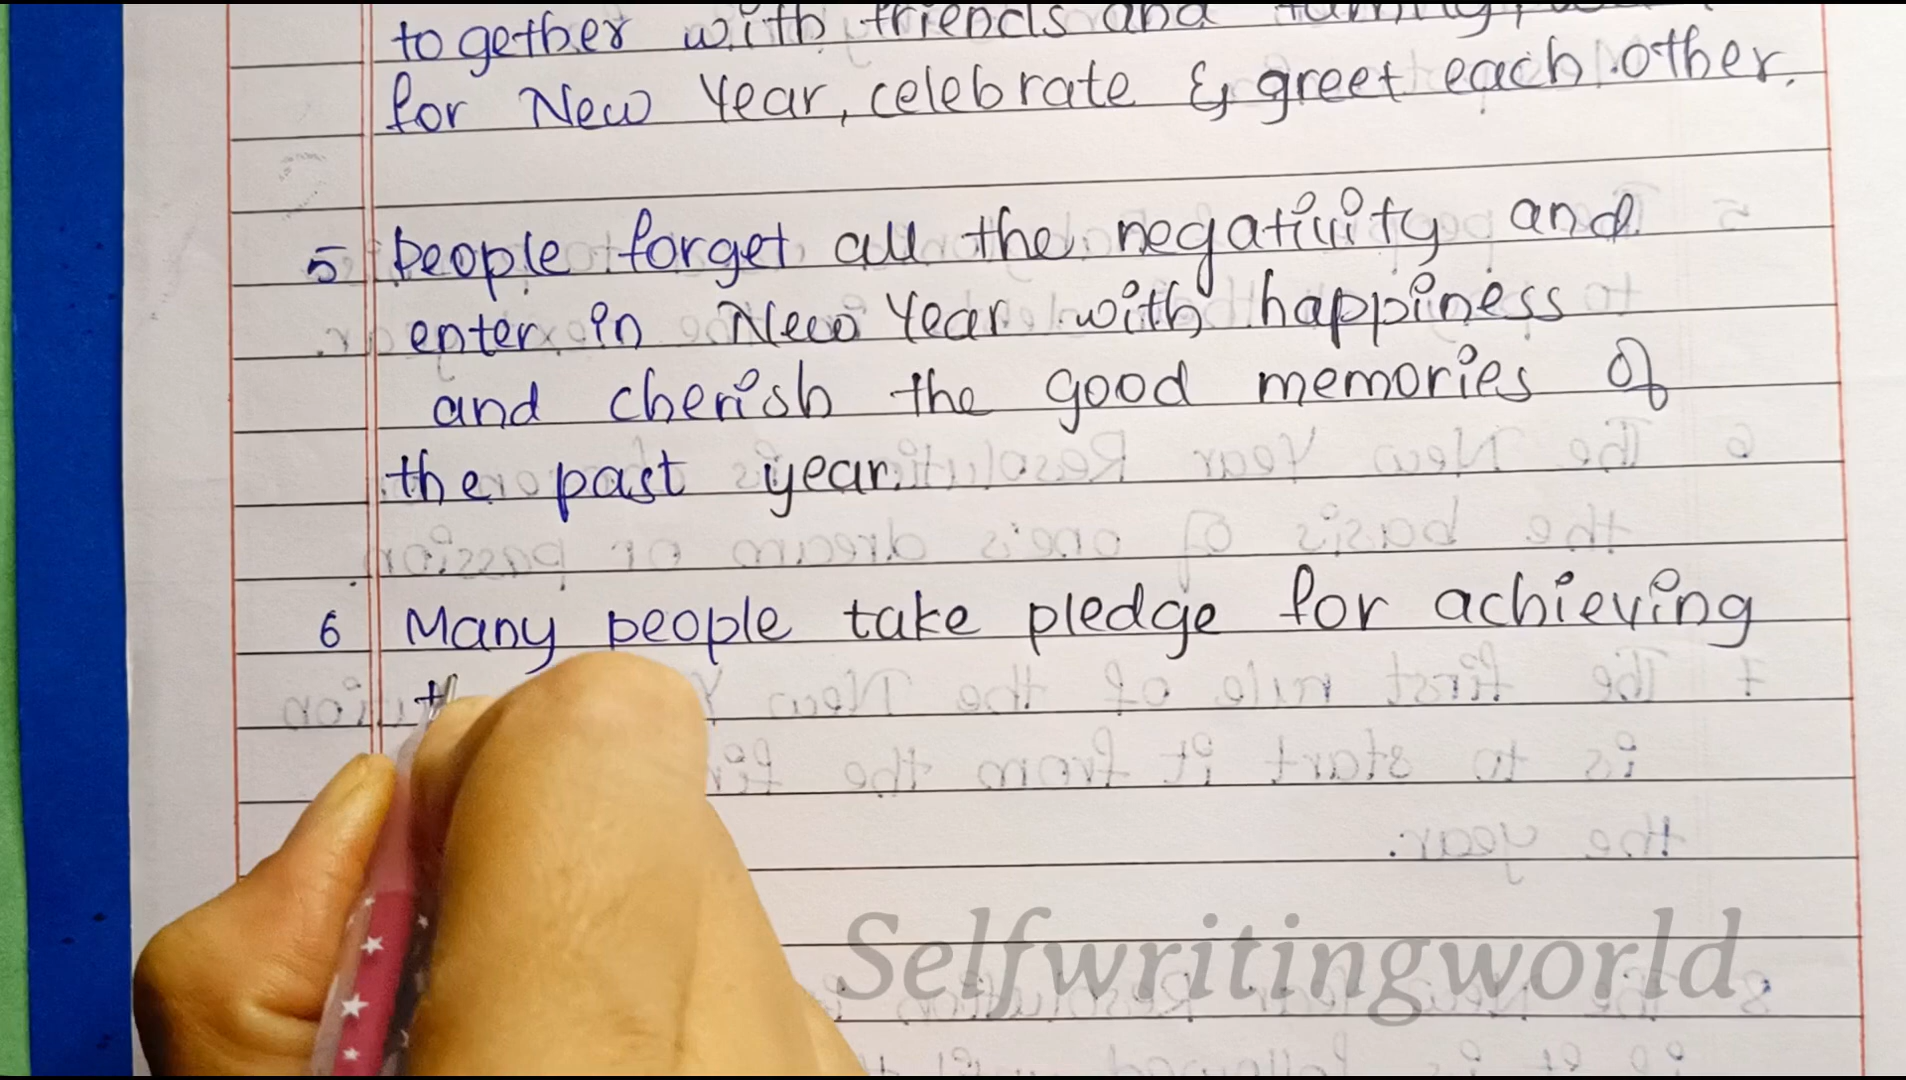 together with friends and family,
for New Year, celebrate & greet each other.
5 People forget all the negativity and
enter in New Year with happiness
and cherish the good memories of
the past year.
6 Many people take pledge for achieving
Selfwritingworld